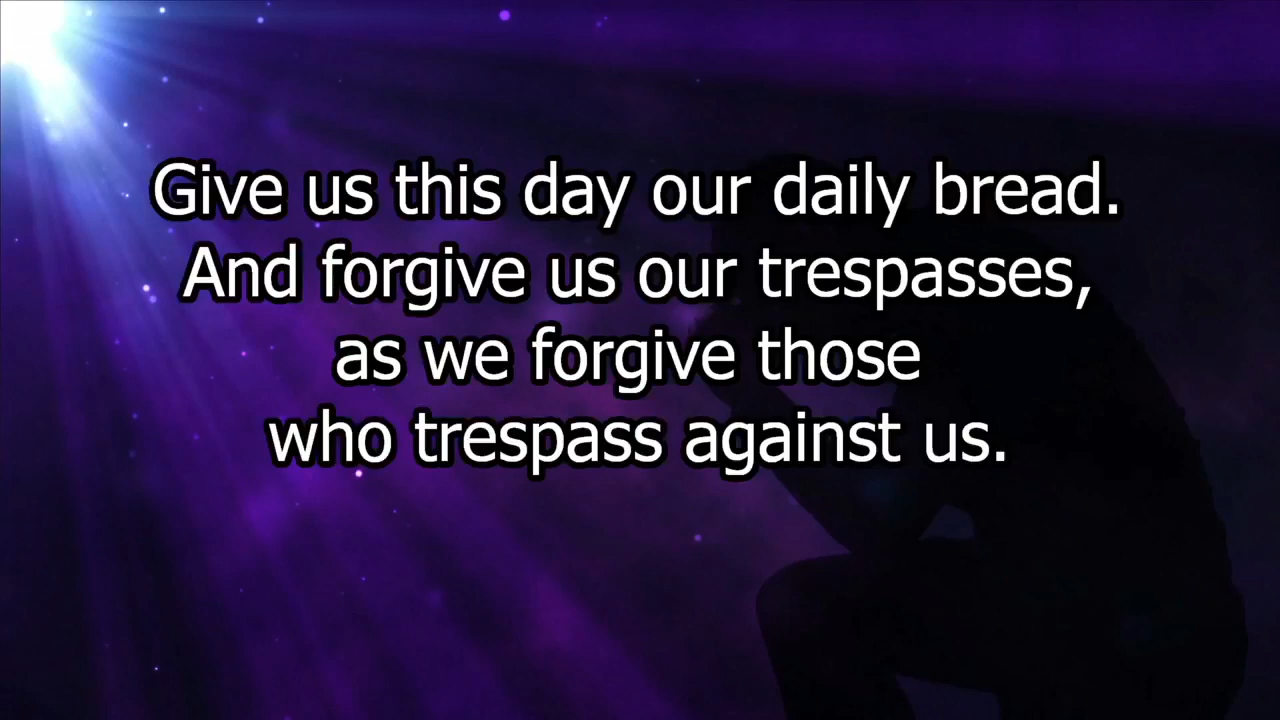 Give us this day our daily bread.
And forgive us our trespasses,
as we forgive those
who trespass against us.